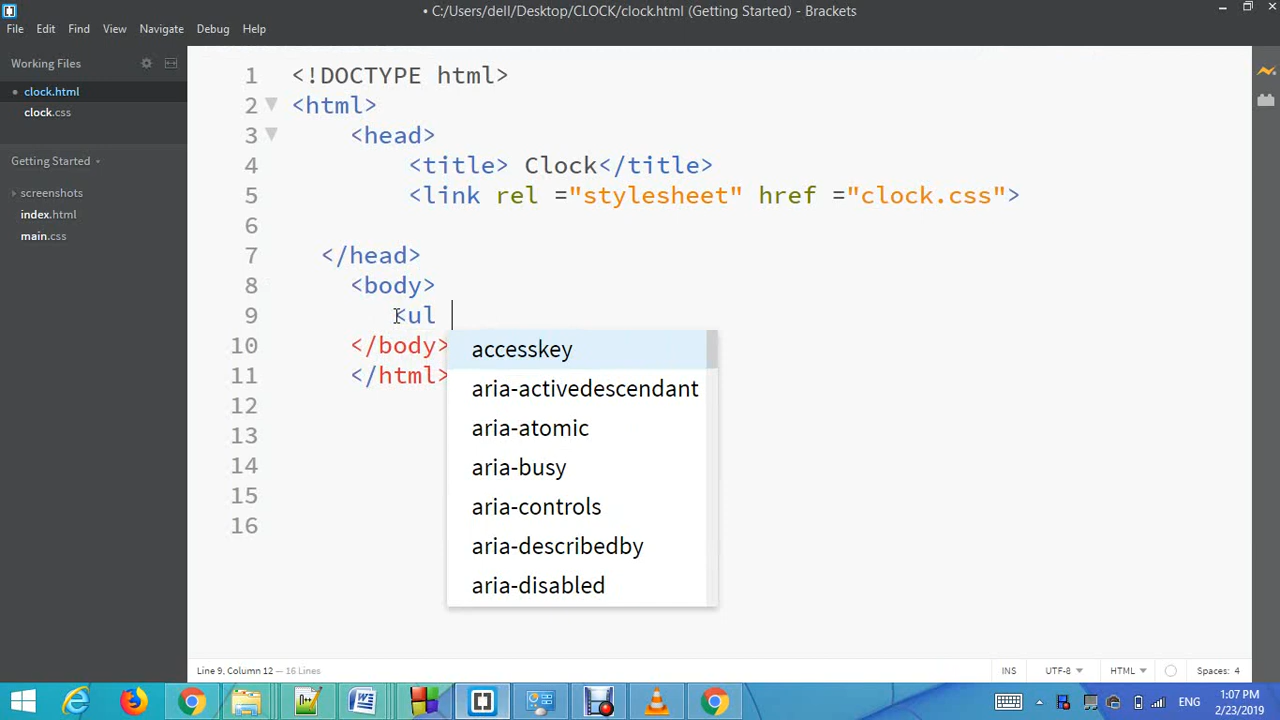 • C:/Users/dell/Desktop/CLOCK/clock.html (Getting Started) - Brackets
File Edit Find View Navigate Debug Help
Working Files
• clock.html
clock.css
Getting Started
screenshots
index.html
main.css
1 <!DOCTYPE html>
2 <html>
3 <head>
4 <title> Clock</title>
5 <link rel ="stylesheet" href ="clock.css">
6
7 </head>
8 <body>
9 <ul
10 </body>
11 </html>
12
13
14
15
16
accesskey
aria-activedescendant
aria-atomic
aria-busy
aria-controls
aria-describedby
aria-disabled
Line 9, Column 12 — 16 Lines
INS UTF-8 HTML Spaces: 4
ENG
1:07 PM
2/23/2019